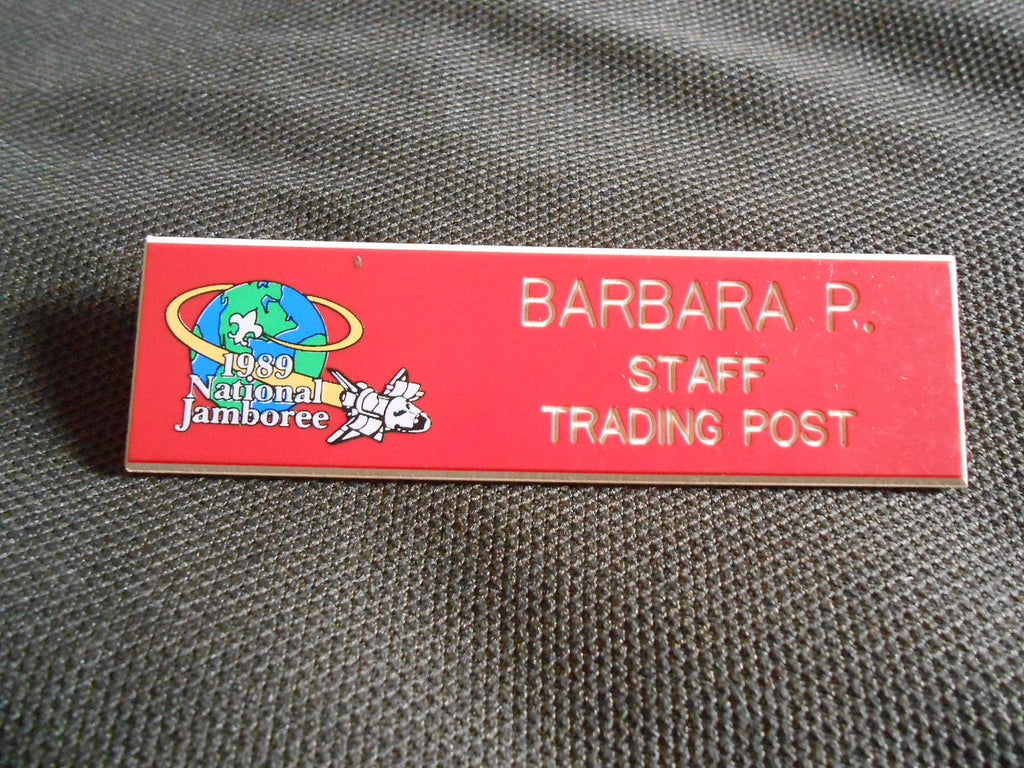 1989
National
Jamboree
BARBARA P.
STAFF
TRADING POST